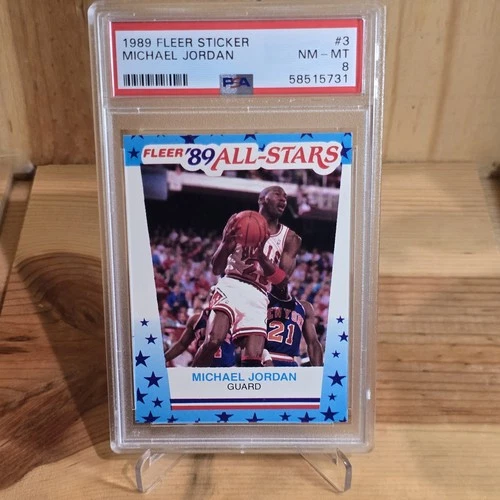 1989 FLEER STICKER #3
MICHAEL JORDAN NM - MT
8
PSA 58515731
FLEER '89 ALL-STARS
21
MICHAEL JORDAN
GUARD